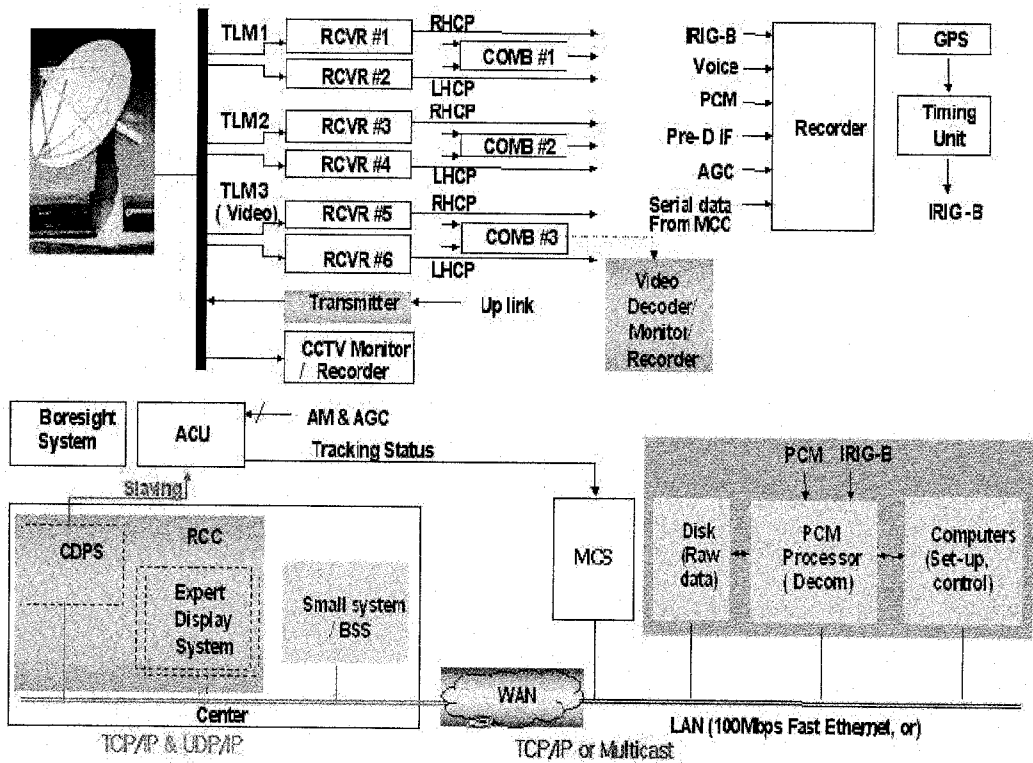 TLM1
RCVR #1
RHCP
COMB #1
RCVR #2
LHCP
TLM2
RCVR #3
RHCP
COMB #2
RCVR #4
LHCP
TLM3
( Video)
RCVR #5
RHCP
COMB #3
RCVR #6
LHCP
Transmitter
Up link
CCTV Monitor
/ Recorder
Video
Decoder/
Monitor/
Recorder
IRIG-B
Voice
PCM
Pre-D IF
AGC
Serial data
From MCC
Recorder
GPS
Timing
Unit
IRIG-B
Boresight
System
ACU
AM & AGC
Tracking Status
Slaving
CDPS
RCC
Expert
Display
System
Small system
/ BSS
Center
TCP/IP & UDP/IP
WAN
TCP/IP or Multicast
MCS
PCM
IRIG-B
Disk
(Raw
data)
PCM
Processor
( Decom)
Computers
(Set-up,
control)
LAN (100Mbps Fast Ethernet, or)